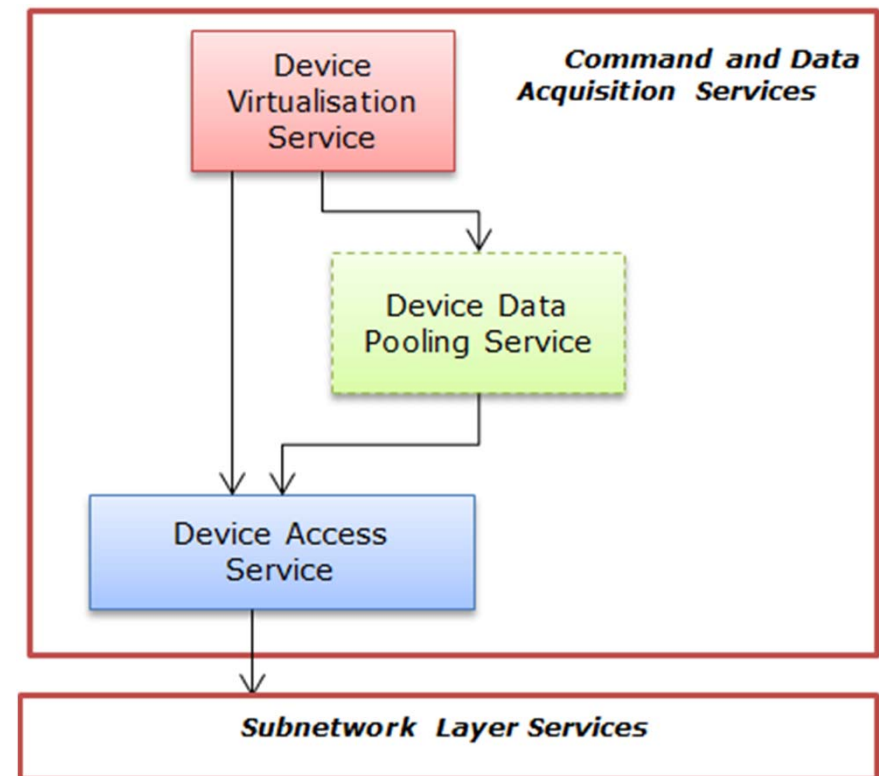 Command and Data
Acquisition Services
Device
Virtualisation
Service
Device Data
Pooling Service
Device Access
Service
Subnetwork Layer Services